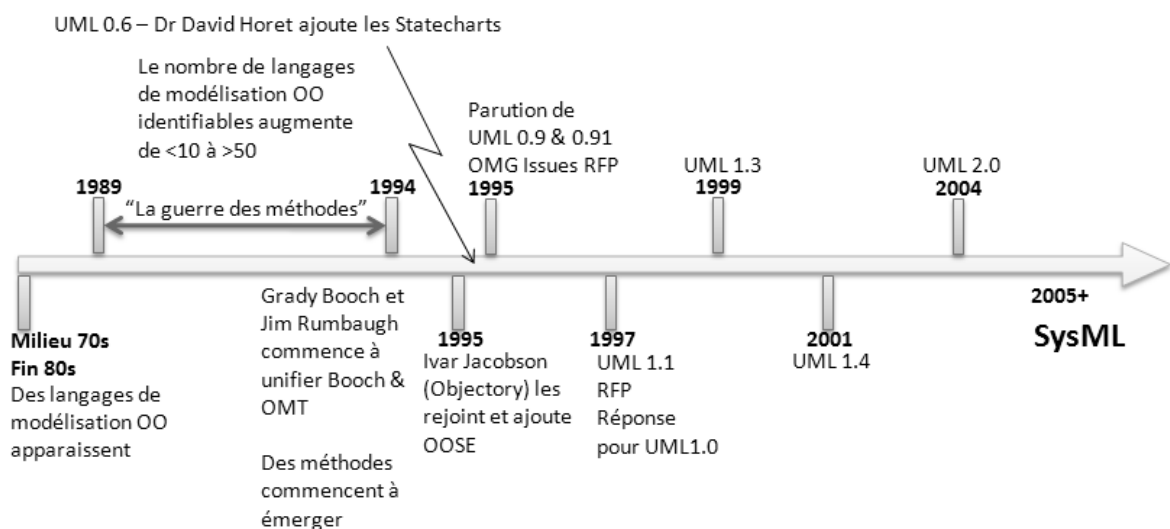 UML 0.6 – Dr David Horet ajoute les Statecharts
Le nombre de langages
de modélisation OO
identifiables augmente
de <10 à >50
Parution de
UML 0.9 & 0.91
OMG Issues RFP
1995
UML 1.3
1999
UML 2.0
2004
1989
1994
“La guerre des méthodes”
Milieu 70s
Fin 80s
Des langages de
modélisation OO
apparaissent
Grady Booch et
Jim Rumbaugh
commence à
unifier Booch &
OMT
Des méthodes
commencent à
émerger
1995
Ivar Jacobson
(Objectory) les
rejoint et ajoute
OOSE
1997
UML 1.1
RFP
Réponse
pour UML1.0
2001
UML 1.4
2005+
SysML